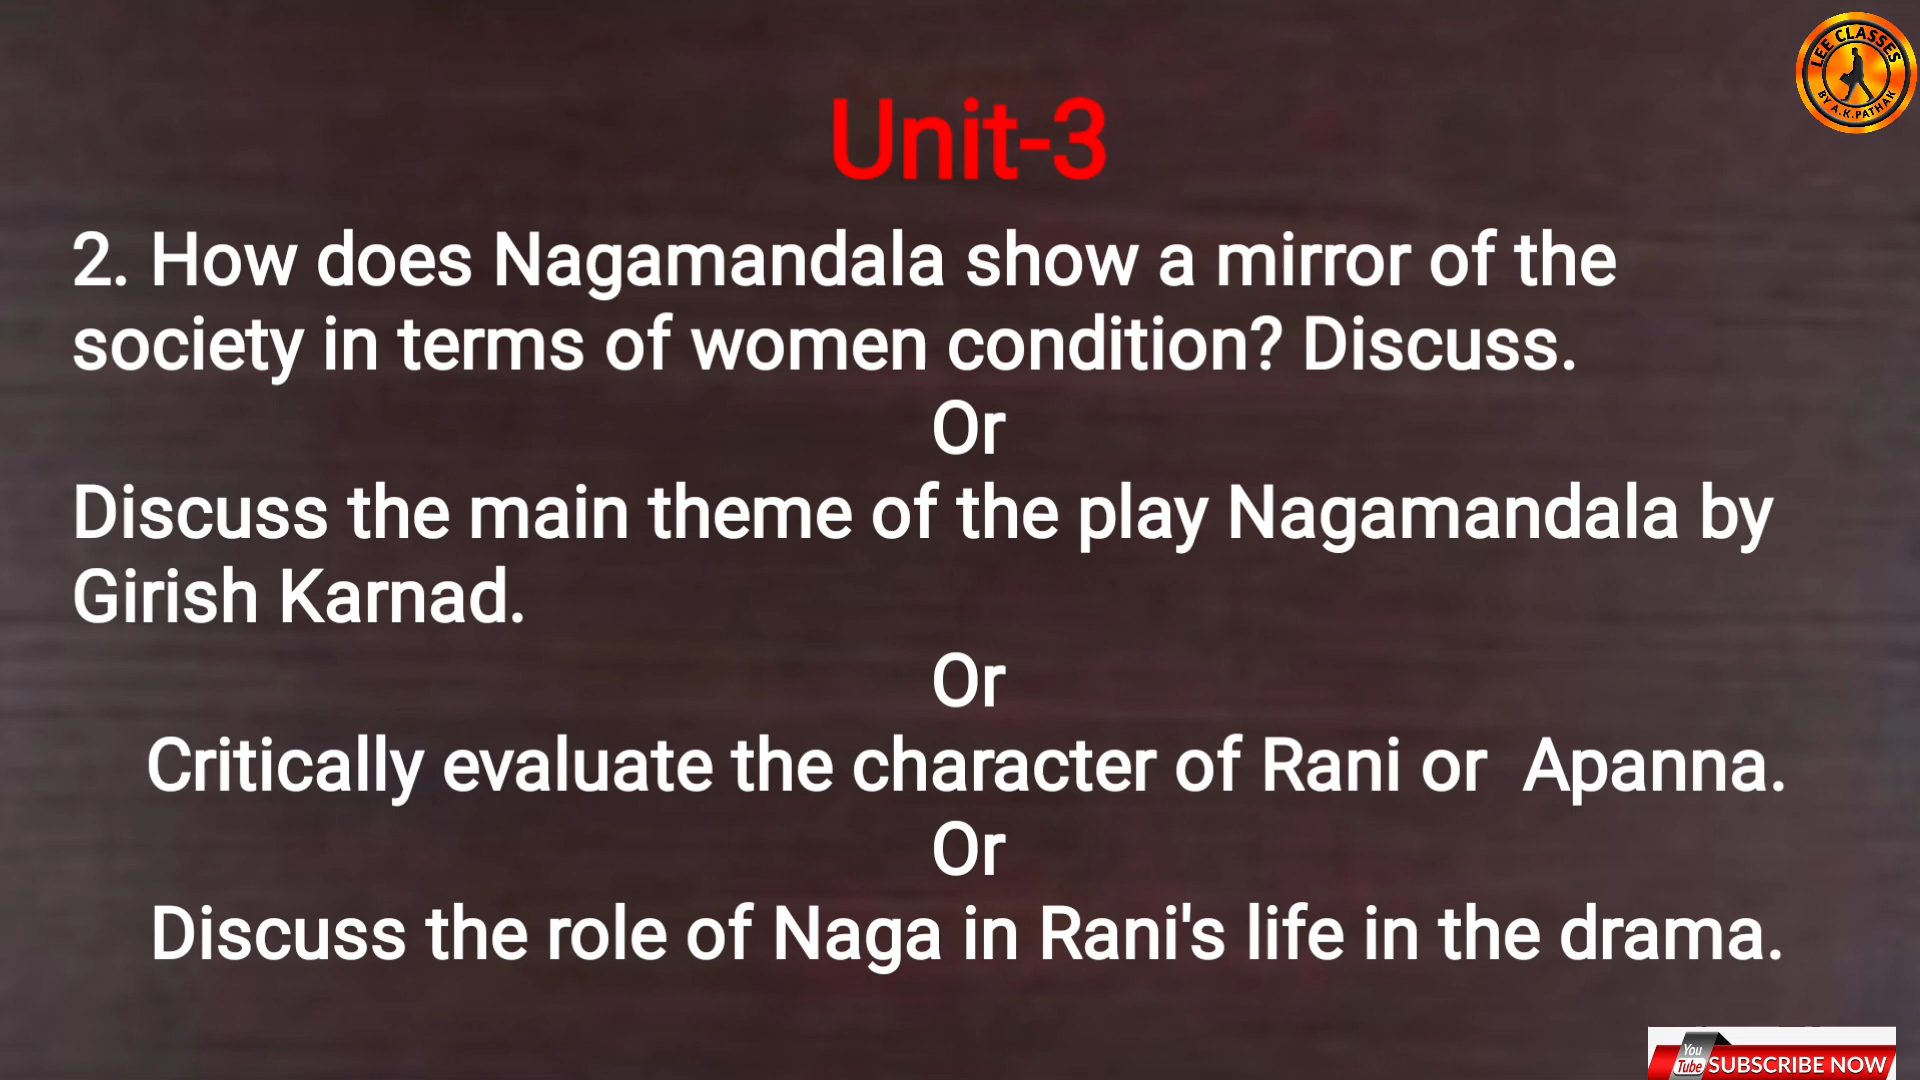 LEE CLASSES
BY A.K.PATHAK
Unit-3
2. How does Nagamandala show a mirror of the
society in terms of women condition? Discuss.
Or
Discuss the main theme of the play Nagamandala by
Girish Karnad.
Or
Critically evaluate the character of Rani or  Apanna.
Or
Discuss the role of Naga in Rani's life in the drama.
You
Tube SUBSCRIBE NOW